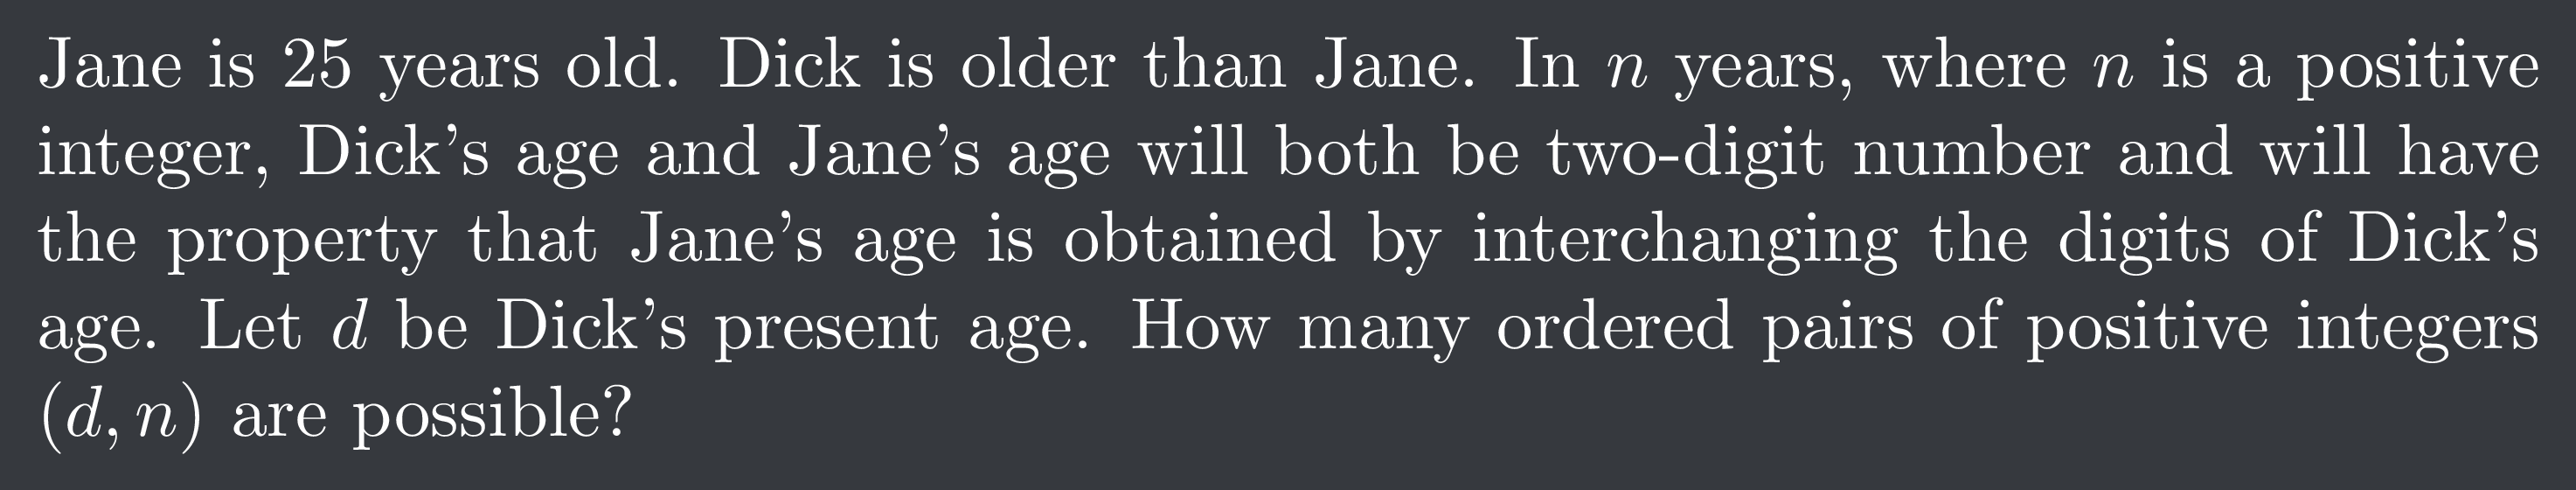 Jane is 25 years old. Dick is older than Jane. In n years, where n is a positive
integer, Dick’s age and Jane’s age will both be two-digit number and will have
the property that Jane’s age is obtained by interchanging the digits of Dick’s
age. Let d be Dick’s present age. How many ordered pairs of positive integers
(d, n) are possible?